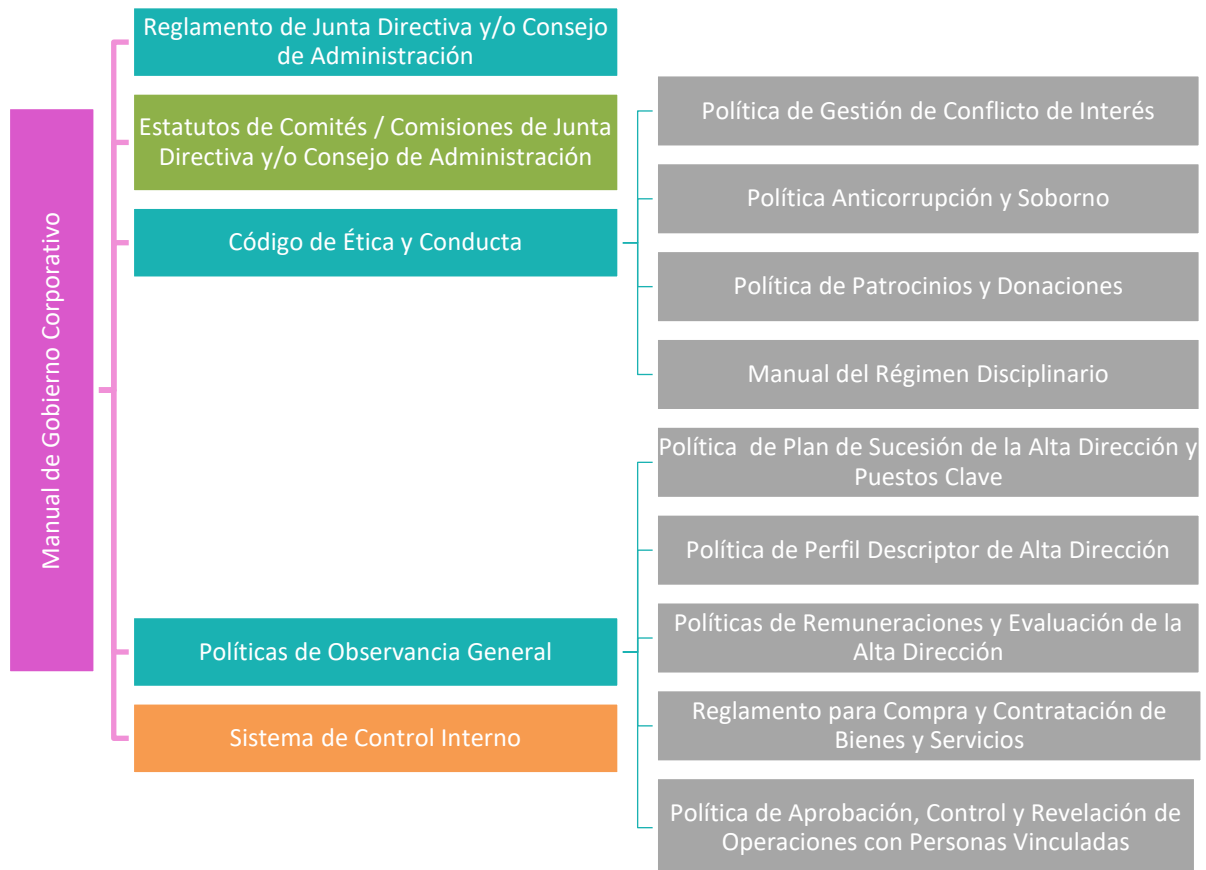 Manual de Gobierno Corporativo
Reglamento de Junta Directiva y/o Consejo
de Administración
Estatutos de Comités / Comisiones de Junta
Directiva y/o Consejo de Administración
Código de Ética y Conducta
Política de Gestión de Conflicto de Interés
Política Anticorrupción y Soborno
Política de Patrocinios y Donaciones
Manual del Régimen Disciplinario
Políticas de Observancia General
Política de Plan de Sucesión de la Alta Dirección y
Puestos Clave
Política de Perfil Descriptor de Alta Dirección
Políticas de Remuneraciones y Evaluación de la
Alta Dirección
Reglamento para Compra y Contratación de
Bienes y Servicios
Política de Aprobación, Control y Revelación de
Operaciones con Personas Vinculadas
Sistema de Control Interno